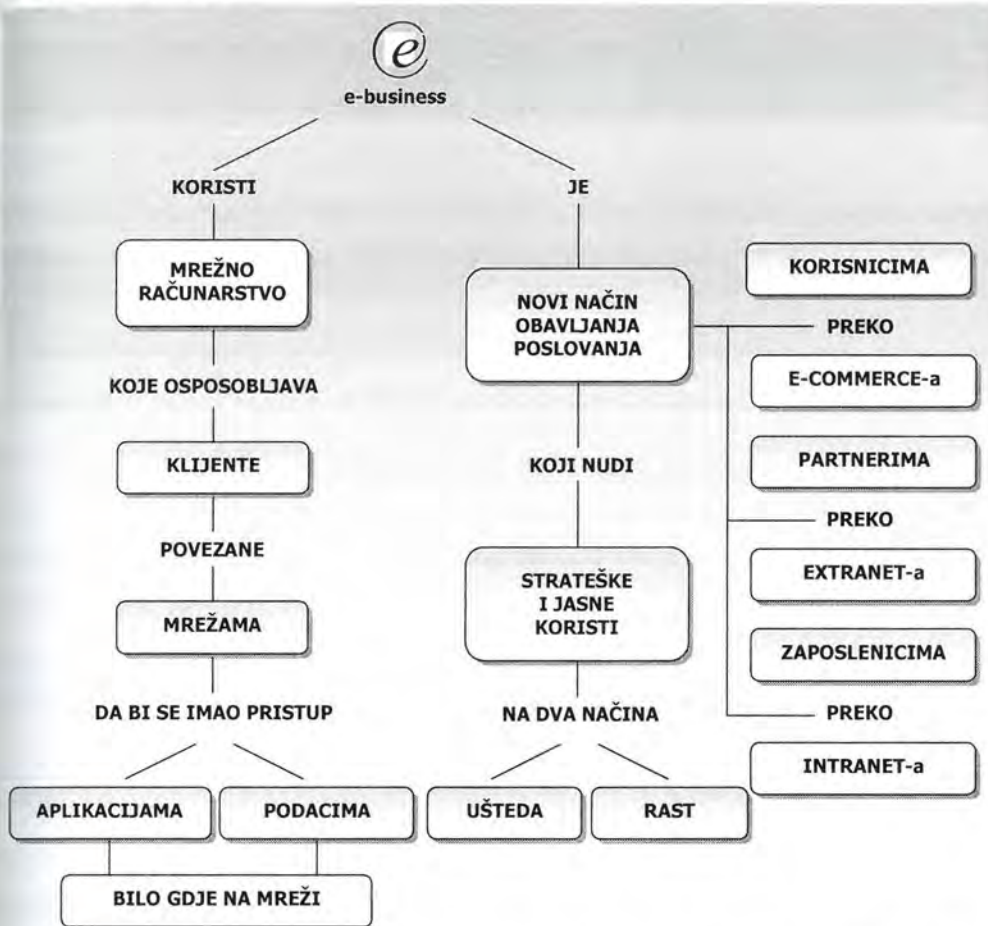 e
e-business
KORISTI
MREŽNO
RAČUNARSTVO
KOJE OSPOSOBLJAVA
KLIJENTE
POVEZANE
MREŽAMA
DA BI SE IMAO PRISTUP
APLIKACIJAMA
PODACIMA
BILO GDJE NA MREŽI
JE
NOVI NAČIN
OBAVLJANJA
POSLOVANJA
KOJI NUDI
STRATEŠKE
I JASNE
KORISTI
NA DVA NAČINA
UŠTEDA
RAST
KORISNICIMA
PREKO
E-COMMERCE-a
PARTNERIMA
PREKO
EXTRANET-a
ZAPOSLENICIMA
PREKO
INTRANET-a